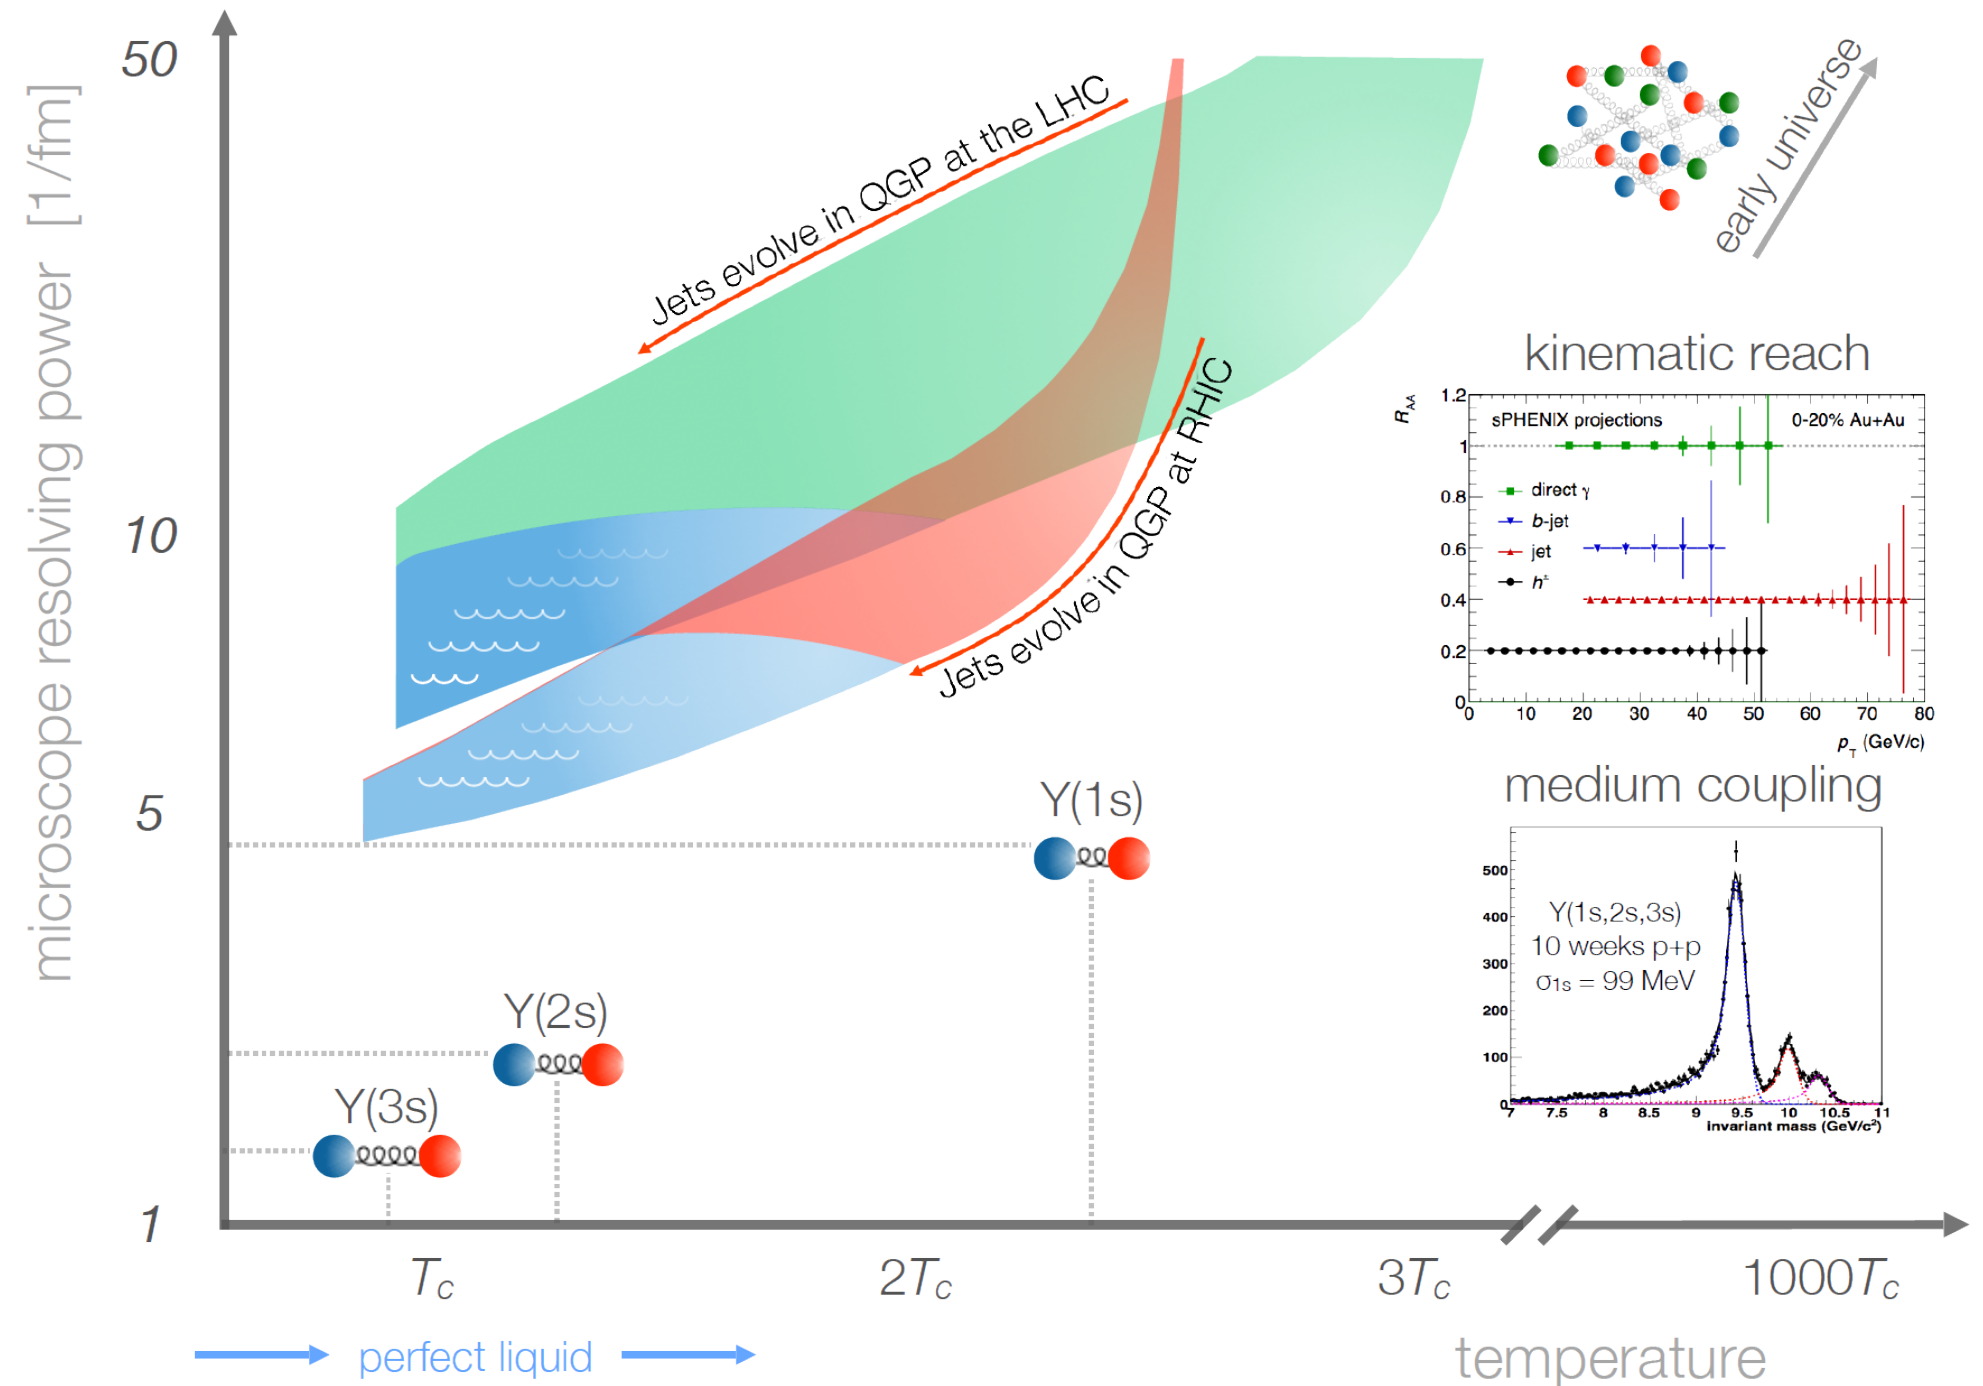 microscope resolving power [1/fm]
50
10
5
1
Jets evolve in QGP at the LHC
Jets evolve in QGP at RHIC
early universe
kinematic reach
R_AA
1.2
1
0.8
0.6
0.4
0.2
0
sPHENIX projections
0-20% Au+Au
direct γ
b-jet
jet
h±
0 10 20 30 40 50 60 70 80
p_T (GeV/c)
medium coupling
500
400
300
200
100
0
Y(1s,2s,3s)
10 weeks p+p
σ1s = 99 MeV
7 7.5 8 8.5 9 9.5 10 10.5 11
invariant mass (GeV/c²)
Y(1s)
Y(2s)
Y(3s)
Tc 2Tc 3Tc 1000Tc
perfect liquid
temperature